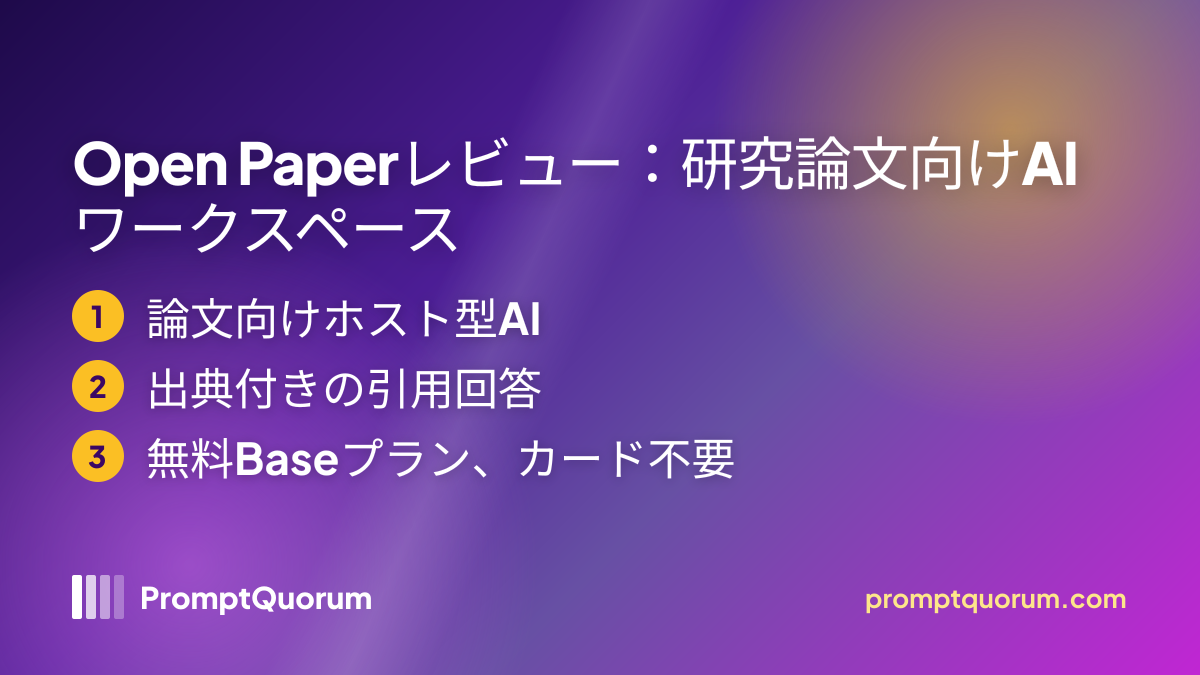 Open Paperレビュー：研究論文向けAI
ワークスペース
1 論文向けホスト型AI
2 出典付きの引用回答
3 無料Baseプラン、カード不要
PromptQuorum
promptquorum.com